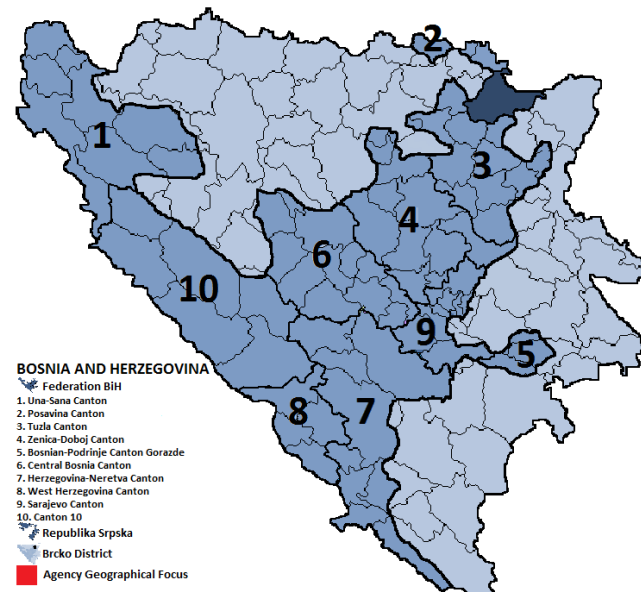 2
1
3
4
6
10
9
5
8
7
BOSNIA AND HERZEGOVINA
Federation BiH
1. Una-Sana Canton
2. Posavina Canton
3. Tuzla Canton
4. Zenica-Doboj Canton
5. Bosnian-Podrinje Canton Gorazde
6. Central Bosnia Canton
7. Herzegovina-Neretva Canton
8. West Herzegovina Canton
9. Sarajevo Canton
10. Canton 10
Republika Srpska
Brcko District
Agency Geographical Focus